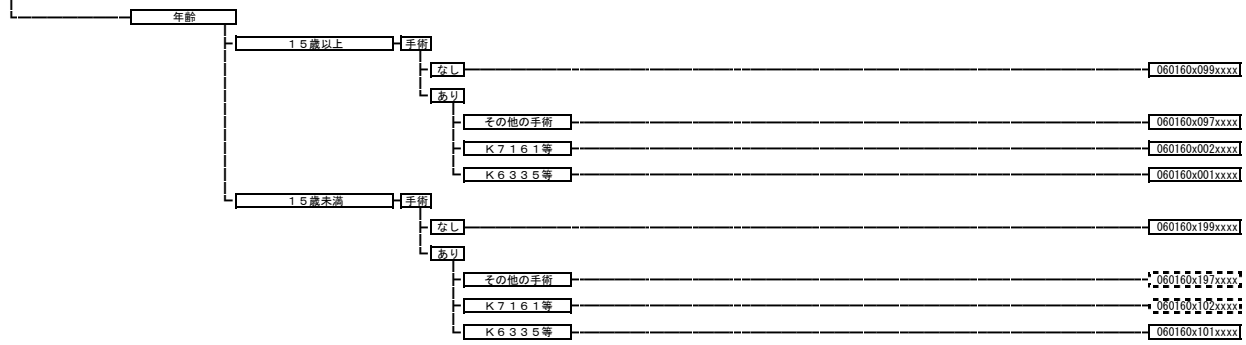 年齢
１５歳以上 手術
なし 060160x099xxxx
あり
その他の手術 060160x097xxxx
Ｋ７１６１等 060160x002xxxx
Ｋ６３３５等 060160x001xxxx
１５歳未満 手術
なし 060160x199xxxx
あり
その他の手術 060160x197xxxx
Ｋ７１６１等 060160x102xxxx
Ｋ６３３５等 060160x101xxxx